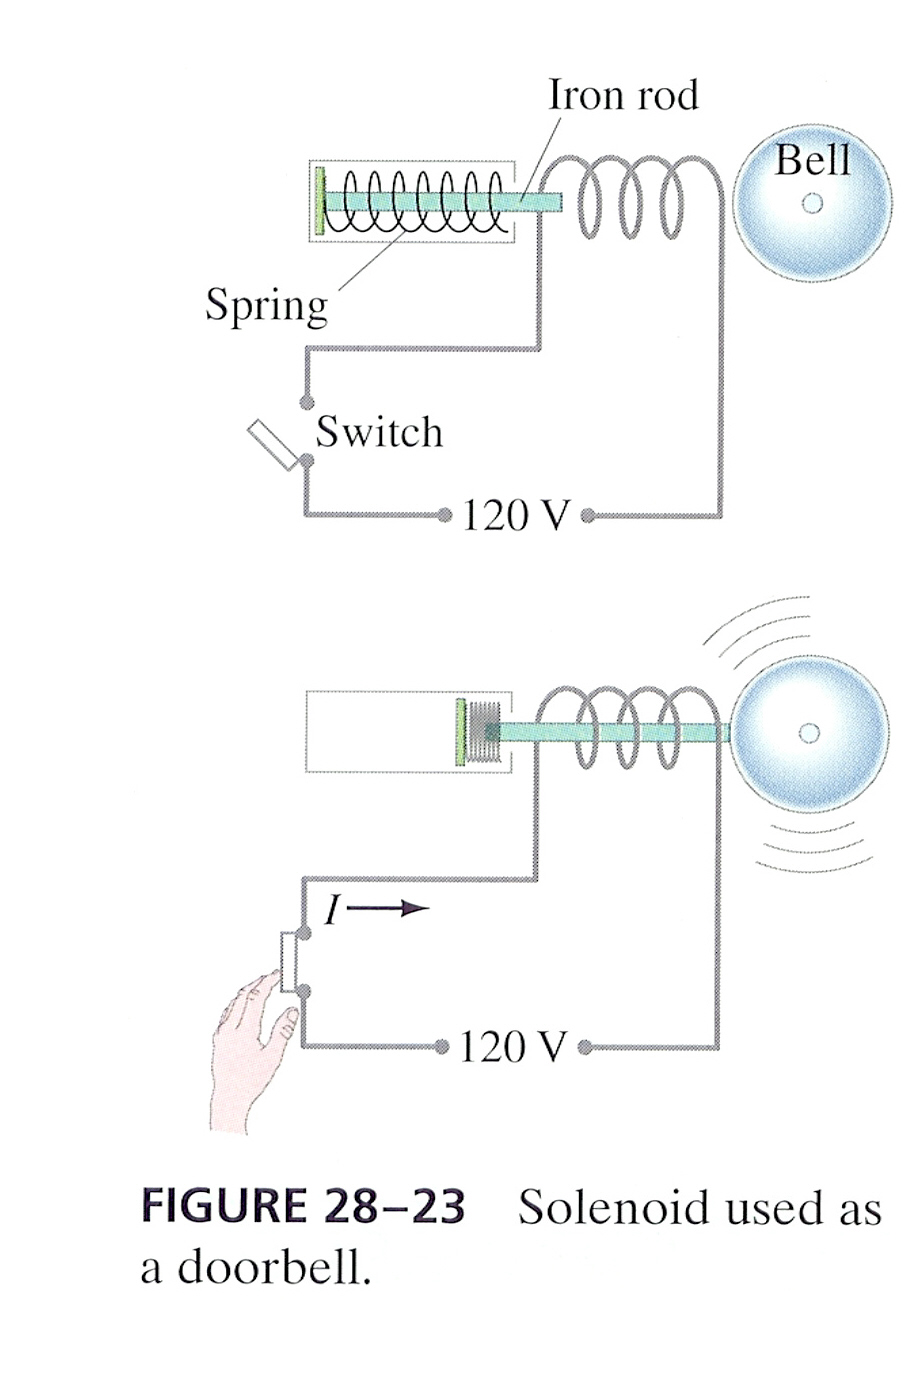 Iron rod
Bell
Spring
Switch
120 V
I
120 V
FIGURE 28–23 Solenoid used as
a doorbell.